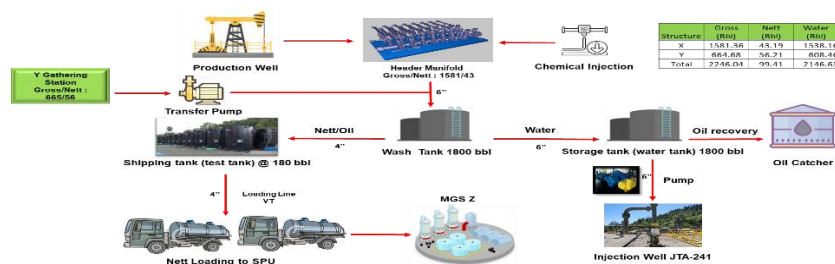 Production Well
Header Manifold
Gross/Nett : 1581/43
Chemical Injection
Structure Gross (Bbl) Nett (Bbl) Water (Bbl)
X 1581.36 43.19 1538.16
Y 664.68 56.21 608.46
Total 2246.04 99.41 2146.63
Y Gathering
Station
Gross/Nett :
665/56
Transfer Pump
6"
Nett/Oil
4"
Wash Tank 1800 bbl
Water
6"
Storage tank (water tank) 1800 bbl
Oil recovery
Oil Catcher
Shipping tank (test tank) @ 180 bbl
4"
Loading Line
VT
MGS Z
6"
Pump
Nett Loading to SPU
Injection Well JTA-241